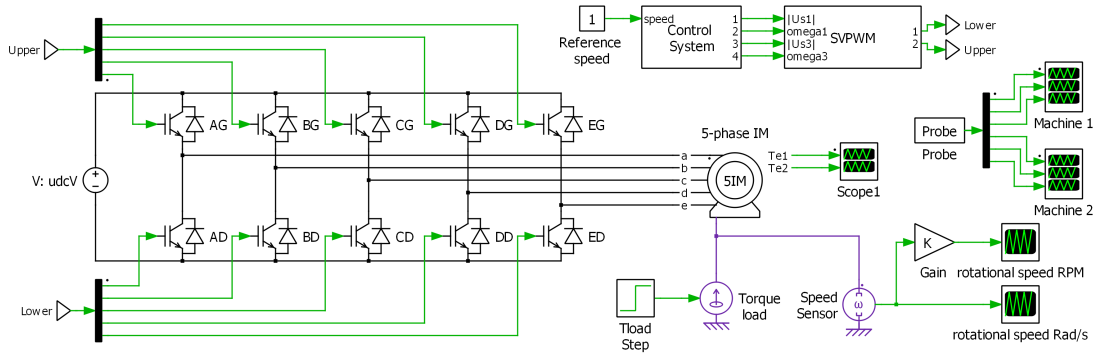 Upper
AG
BG
CG
DG
EG
V: udcV
+
−
AD
BD
CD
DD
ED
Lower
1
Reference
speed
speed
Control
System
1
2
3
4
|Us1|
omega1
|Us3|
omega3
SVPWM
1
2
Lower
Upper
5-phase IM
a
b
c
d
e
5IM
Te1
Te2
Scope1
Probe
Probe
Machine 1
Machine 2
K
Gain
rotational speed RPM
Tload
Step
Torque
load
Speed
Sensor
ω
rotational speed Rad/s